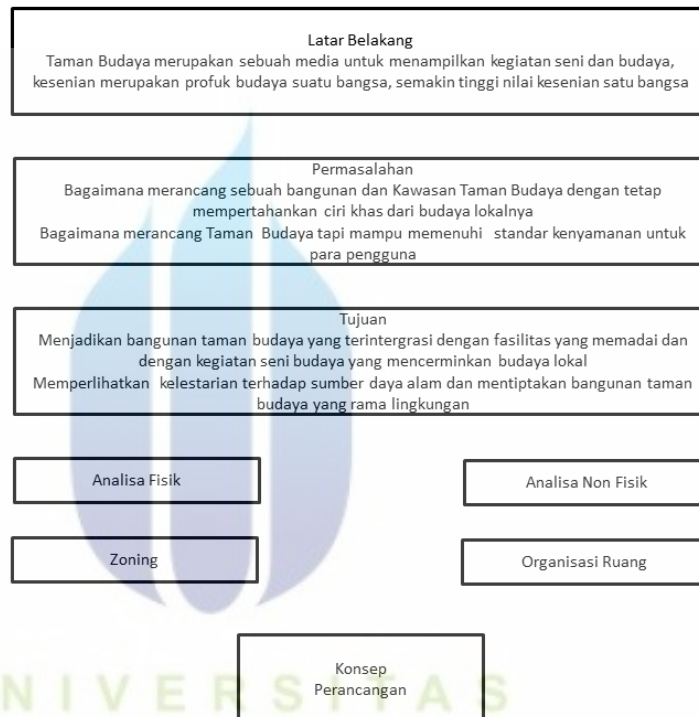 Latar Belakang
Taman Budaya merupakan sebuah media untuk menampilkan kegiatan seni dan budaya,
kesenian merupakan profuk budaya suatu bangsa, semakin tinggi nilai kesenian satu bangsa
Permasalahan
Bagaimana merancang sebuah bangunan dan Kawasan Taman Budaya dengan tetap
mempertahankan ciri khas dari budaya lokalnya
Bagaimana merancang Taman Budaya tapi mampu memenuhi standar kenyamanan untuk
para pengguna
Tujuan
Menjadikan bangunan taman budaya yang terintergrasi dengan fasilitas yang memadai dan
dengan kegiatan seni budaya yang mencerminkan budaya lokal
Memperlihatkan kelestarian terhadap sumber daya alam dan mentiptakan bangunan taman
budaya yang rama lingkungan
Analisa Fisik
Analisa Non Fisik
Zoning
Organisasi Ruang
Konsep
Perancangan
NIVERSITAS